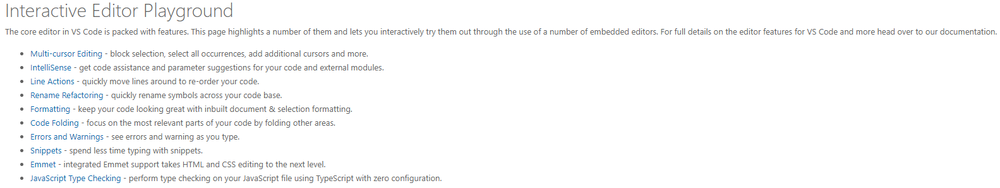 Interactive Editor Playground
The core editor in VS Code is packed with features. This page highlights a number of them and lets you interactively try them out through the use of a number of embedded editors. For full details on the editor features for VS Code and more head over to our documentation.
• Multi-cursor Editing - block selection, select all occurrences, add additional cursors and more.
• IntelliSense - get code assistance and parameter suggestions for your code and external modules.
• Line Actions - quickly move lines around to re-order your code.
• Rename Refactoring - quickly rename symbols across your code base.
• Formatting - keep your code looking great with inbuilt document & selection formatting.
• Code Folding - focus on the most relevant parts of your code by folding other areas.
• Errors and Warnings - see errors and warning as you type.
• Snippets - spend less time typing with snippets.
• Emmet - integrated Emmet support takes HTML and CSS editing to the next level.
• JavaScript Type Checking - perform type checking on your JavaScript file using TypeScript with zero configuration.